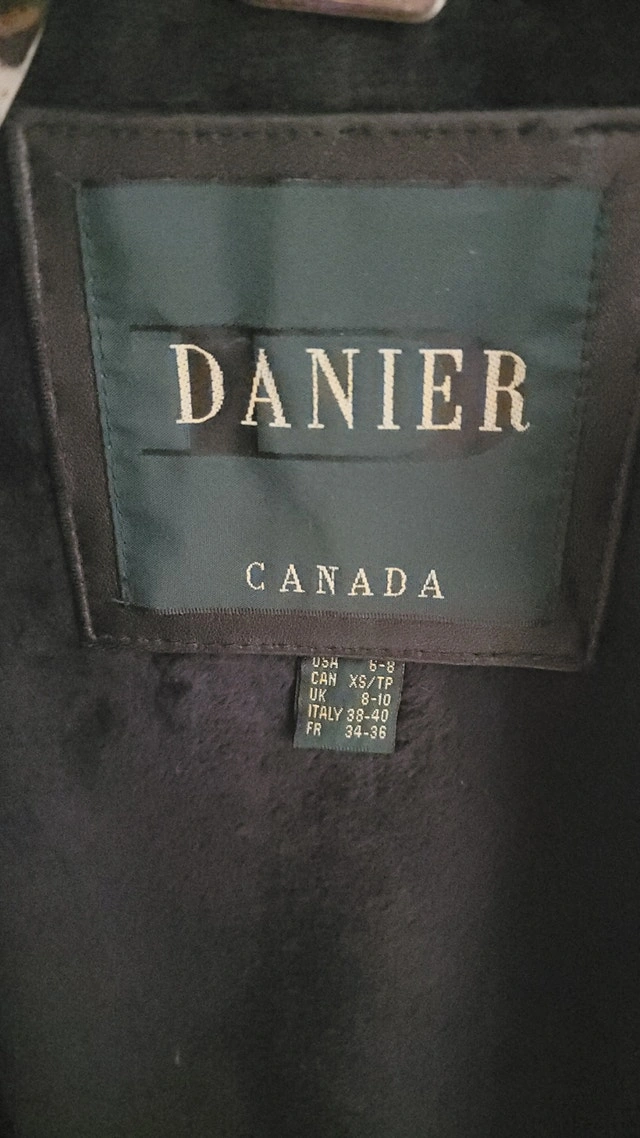 DANIER
CANADA
USA 6-8
CAN XS/TP
UK 8-10
ITALY 38-40
FR 34-36